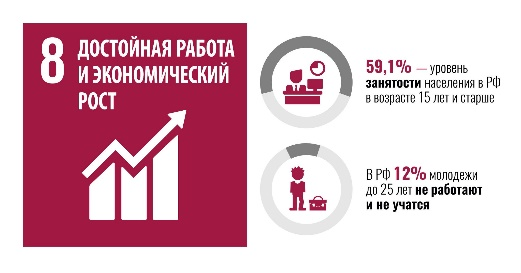 8 ДОСТОЙНАЯ РАБОТА
И ЭКОНОМИЧЕСКИЙ
РОСТ
59,1% — уровень
занятости населения в РФ
в возрасте 15 лет и старше
В РФ 12% молодежи
до 25 лет не работают
и не учатся